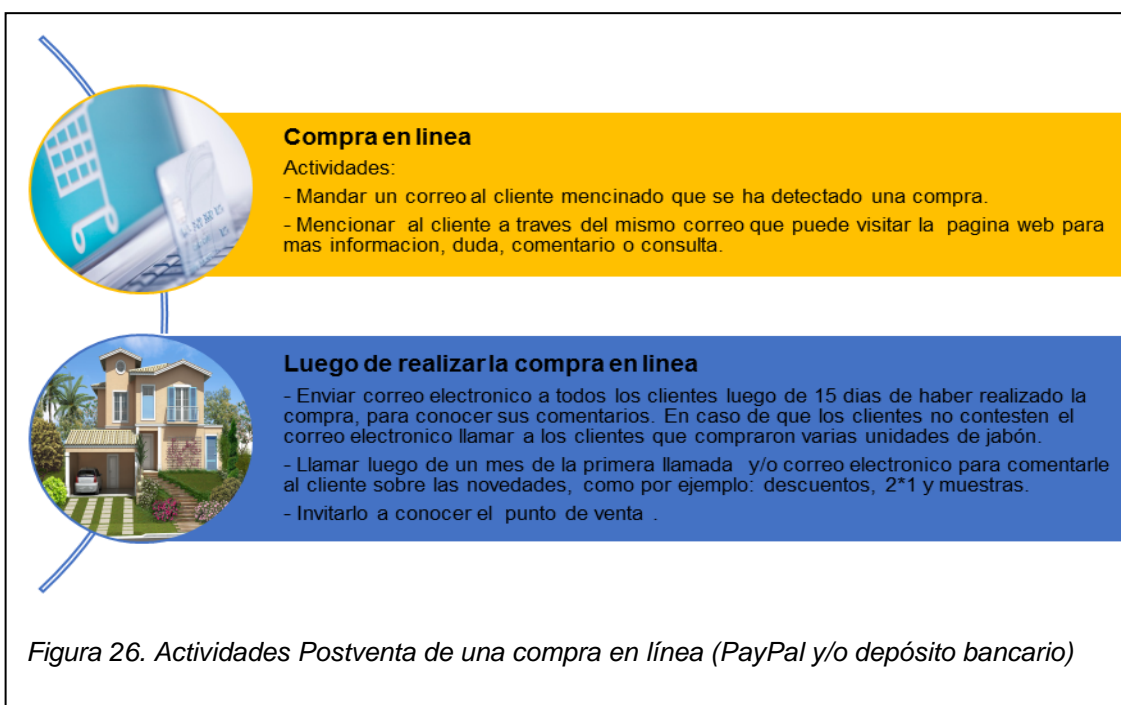 Compra en linea
Actividades:
- Mandar un correo al cliente mencinado que se ha detectado una compra.
- Mencionar al cliente a traves del mismo correo que puede visitar la pagina web para
mas informacion, duda, comentario o consulta.
Luego de realizar la compra en linea
- Enviar correo electronico a todos los clientes luego de 15 dias de haber realizado la
compra, para conocer sus comentarios. En caso de que los clientes no contesten el
correo electronico llamar a los clientes que compraron varias unidades de jabón.
- Llamar luego de un mes de la primera llamada y/o correo electronico para comentarle
al cliente sobre las novedades, como por ejemplo: descuentos, 2*1 y muestras.
- Invitarlo a conocer el punto de venta .
Figura 26. Actividades Postventa de una compra en línea (PayPal y/o depósito bancario)